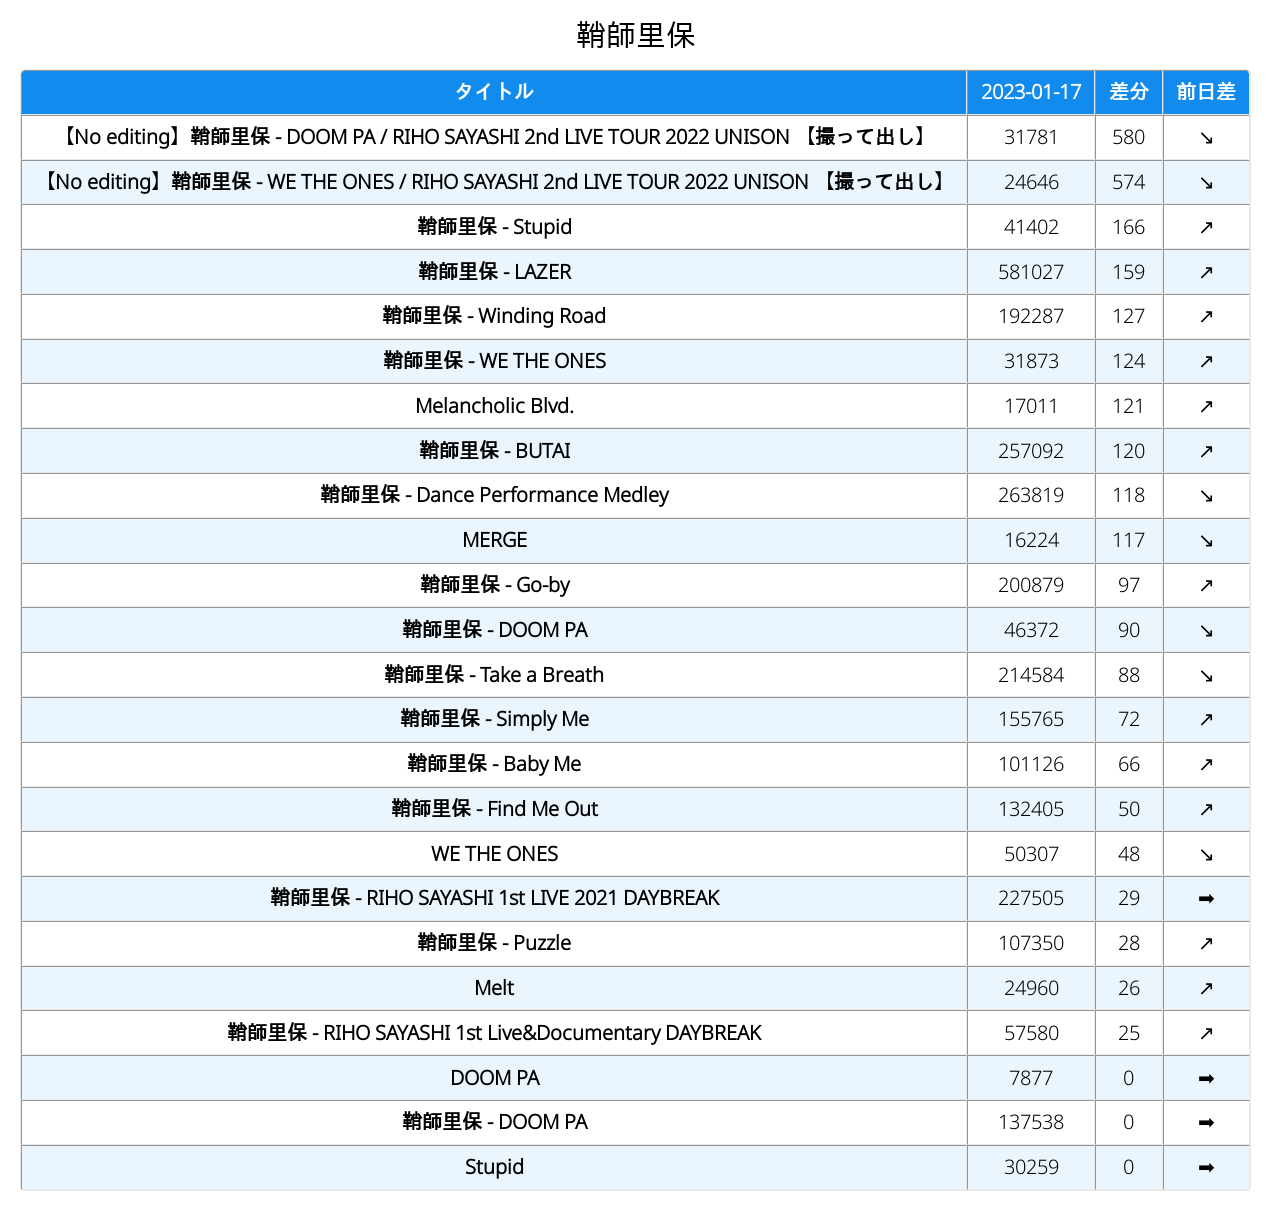 鞘師里保
タイトル 2023-01-17 差分 前日差
【No editing】鞘師里保 - DOOM PA / RIHO SAYASHI 2nd LIVE TOUR 2022 UNISON 【撮って出し】 31781 580 ↘
【No editing】鞘師里保 - WE THE ONES / RIHO SAYASHI 2nd LIVE TOUR 2022 UNISON 【撮って出し】 24646 574 ↘
鞘師里保 - Stupid 41402 166 ↗
鞘師里保 - LAZER 581027 159 ↗
鞘師里保 - Winding Road 192287 127 ↗
鞘師里保 - WE THE ONES 31873 124 ↗
Melancholic Blvd. 17011 121 ↗
鞘師里保 - BUTAI 257092 120 ↗
鞘師里保 - Dance Performance Medley 263819 118 ↘
MERGE 16224 117 ↘
鞘師里保 - Go-by 200879 97 ↗
鞘師里保 - DOOM PA 46372 90 ↘
鞘師里保 - Take a Breath 214584 88 ↘
鞘師里保 - Simply Me 155765 72 ↗
鞘師里保 - Baby Me 101126 66 ↗
鞘師里保 - Find Me Out 132405 50 ↗
WE THE ONES 50307 48 ↘
鞘師里保 - RIHO SAYASHI 1st LIVE 2021 DAYBREAK 227505 29 ➡
鞘師里保 - Puzzle 107350 28 ↗
Melt 24960 26 ↗
鞘師里保 - RIHO SAYASHI 1st Live&Documentary DAYBREAK 57580 25 ↗
DOOM PA 7877 0 ➡
鞘師里保 - DOOM PA 137538 0 ➡
Stupid 30259 0 ➡